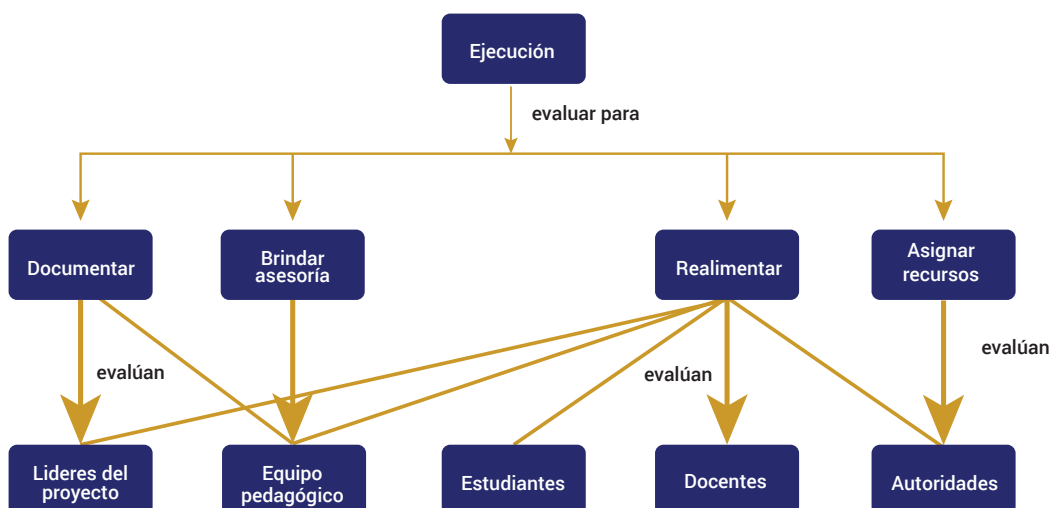 Ejecución
evaluar para
Documentar
Brindar
asesoría
Realimentar
Asignar
recursos
evalúan
evalúan
evalúan
Lideres del
proyecto
Equipo
pedagógico
Estudiantes
Docentes
Autoridades